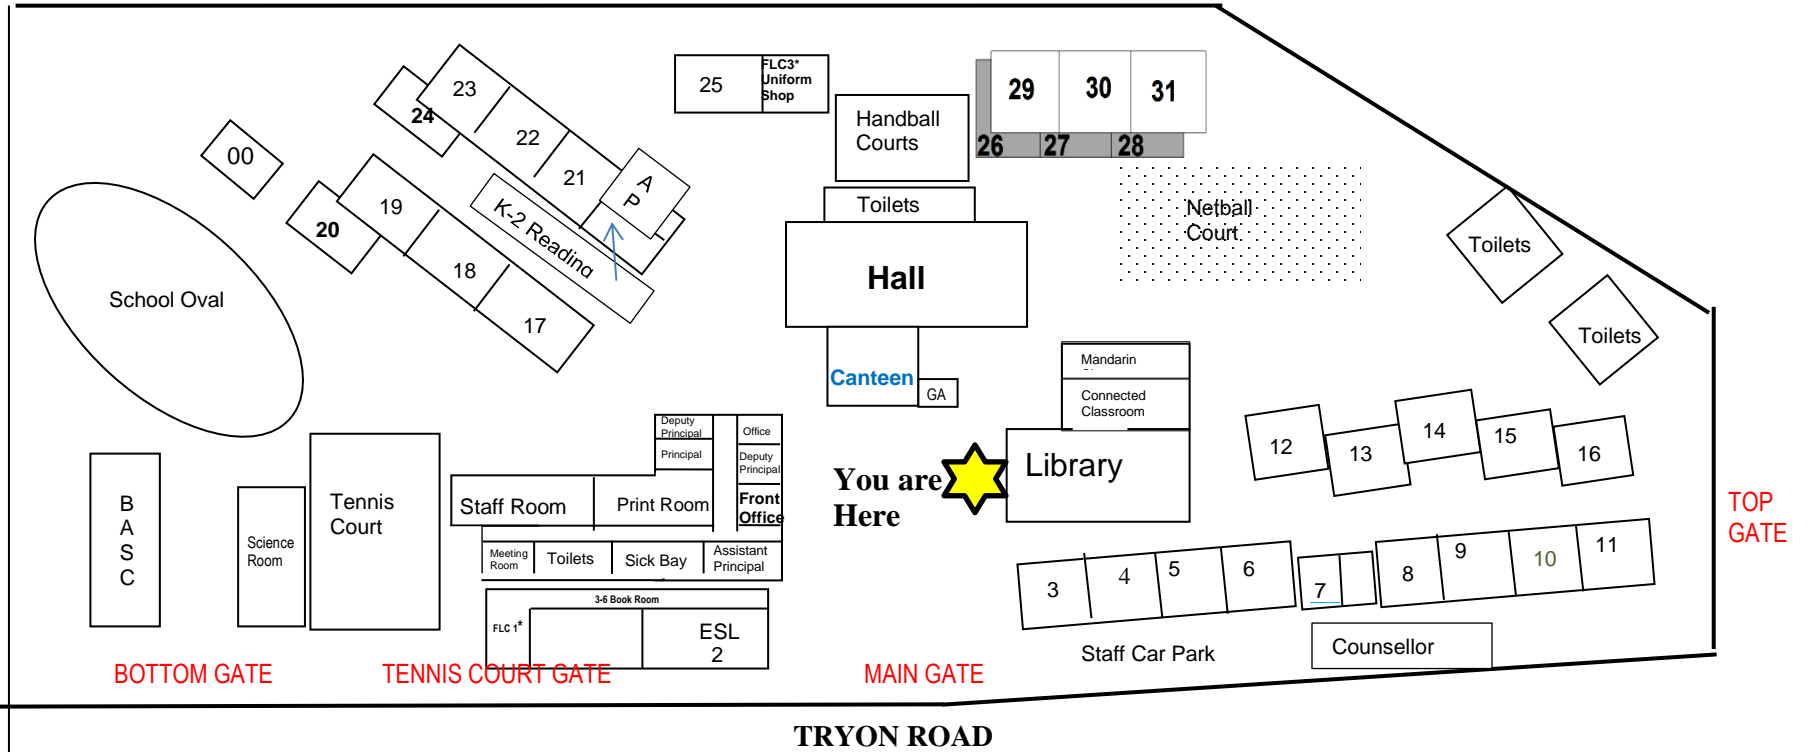 23
24
22
21
A
P
K-2 Reading
00
19
20
18
17
School Oval
25
FLC3*
Uniform
Shop
Handball
Courts
29
30
31
26
27
28
Toilets
Hall
Canteen
GA
Netball
Court
Toilets
Toilets
Mandarin
Connected
Classroom
Library
You are
Here
12
13
14
15
16
TOP
GATE
B
A
S
C
Science
Room
Tennis
Court
Deputy
Principal
Principal
Office
Deputy
Principal
Front
Office
Staff Room
Print Room
Meeting
Room
Toilets
Sick Bay
Assistant
Principal
3-6 Book Room
FLC 1*
ESL
2
3
4
5
6
7
8
9
10
11
Staff Car Park
Counsellor
BOTTOM GATE
TENNIS COURT GATE
MAIN GATE
TRYON ROAD